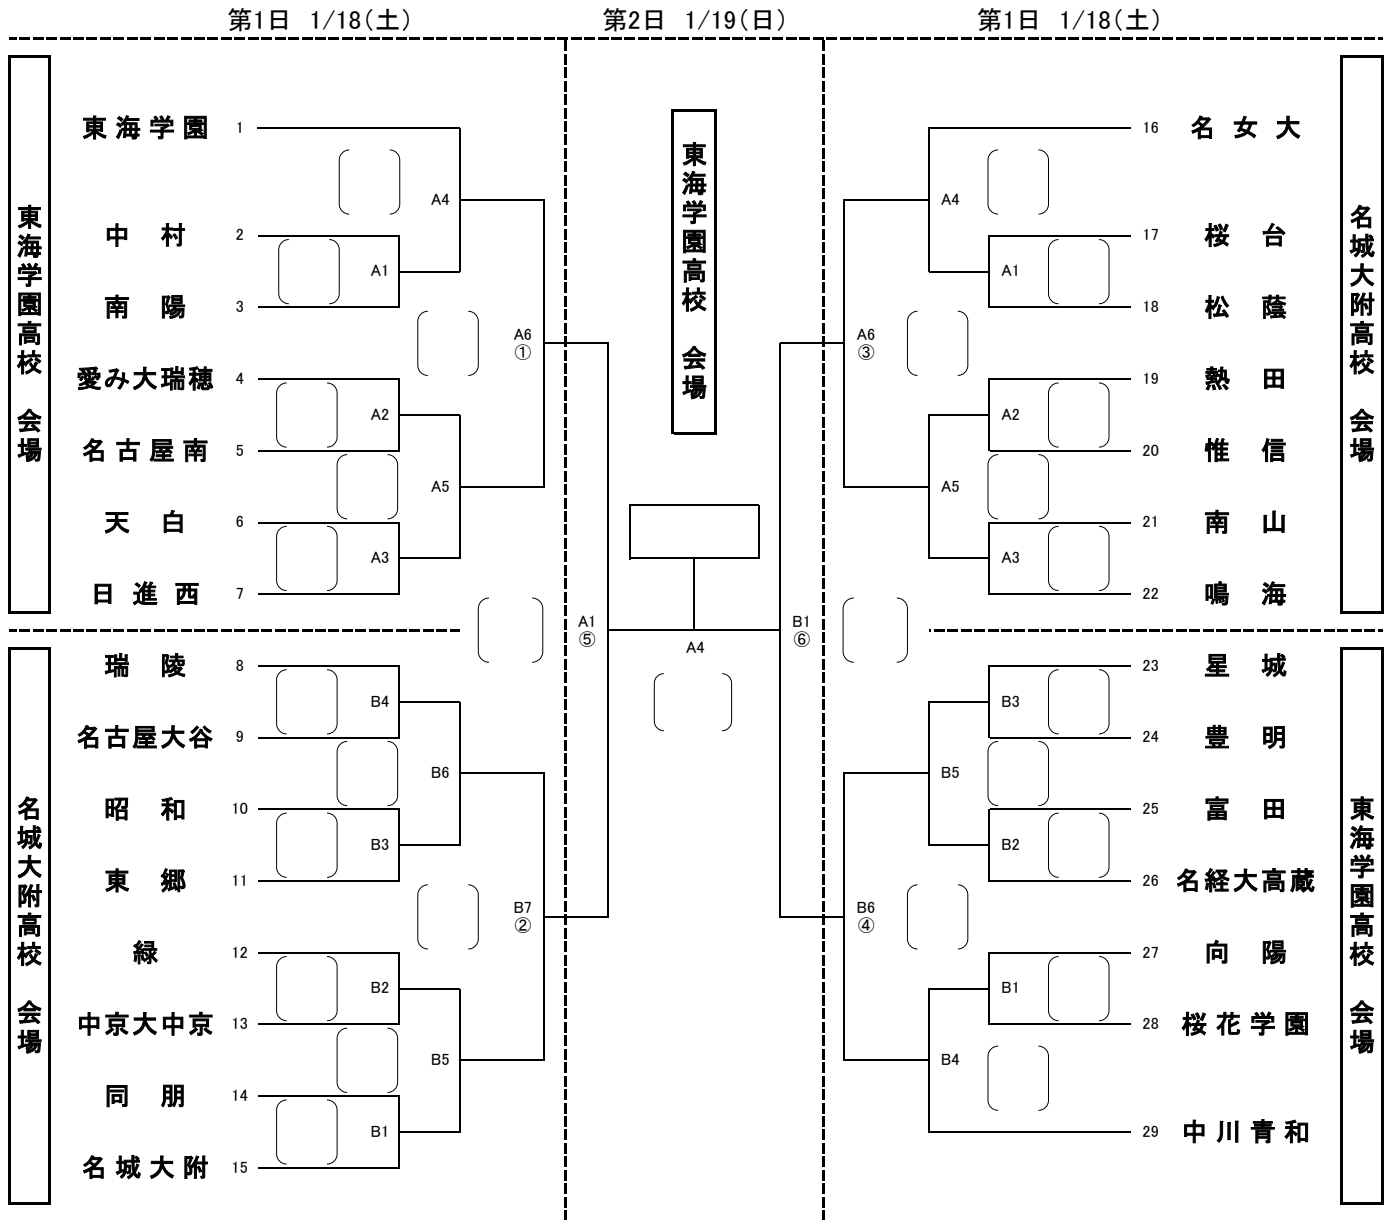 第1日 1/18(土) 第2日 1/19(日) 第1日 1/18(土)
東海学園高校 会場
東海学園 1
A4
中村 2
A1
南陽 3
A6
①
愛み大瑞穂 4
A2
名古屋南 5
A5
天白 6
A3
日進西 7
名城大附高校 会場
瑞陵 8
B4
名古屋大谷 9
B6
昭和 10
B3
東郷 11
B7
②
緑 12
B2
中京大中京 13
B5
同朋 14
B1
名城大附 15
東海学園高校 会場
A1
⑤
A4
B1
⑥
名城大附高校 会場
16 名女大
A4
17 桜台
A1
18 松蔭
A6
③
19 熱田
A2
20 惟信
A5
21 南山
A3
22 鳴海
東海学園高校 会場
23 星城
B3
24 豊明
B5
25 富田
B2
26 名経大高蔵
B6
④
27 向陽
B1
28 桜花学園
B4
29 中川青和